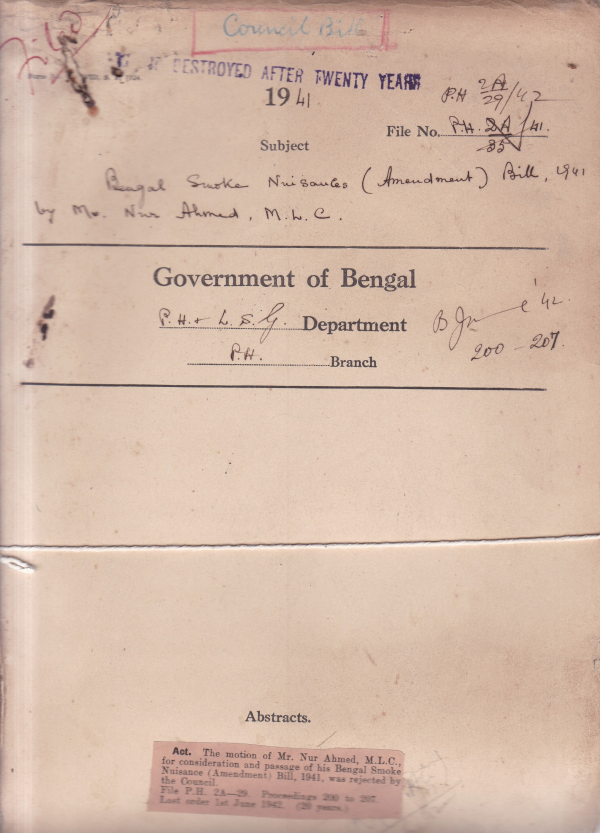 Council Bill
DESTROYED AFTER TWENTY YEARS
1941
P.H 2A/29/42
File No. P.H. 2A/35/41.
Subject
Bengal Smoke Nuisances (Amendment) Bill, 1941
by Mr. Nur Ahmed, M.L.C.
Government of Bengal
P.H. + L.S.G. Department
'42
P.H. Branch
200 - 207.
Abstracts.
Act. The motion of Mr. Nur Ahmed, M.L.C.,
for consideration and passage of his Bengal Smoke
Nuisance (Amendment) Bill, 1941, was rejected by
the Council.
File P.H. 2A—29. Proceedings 200 to 207.
Last order 1st June 1942. (20 years.)